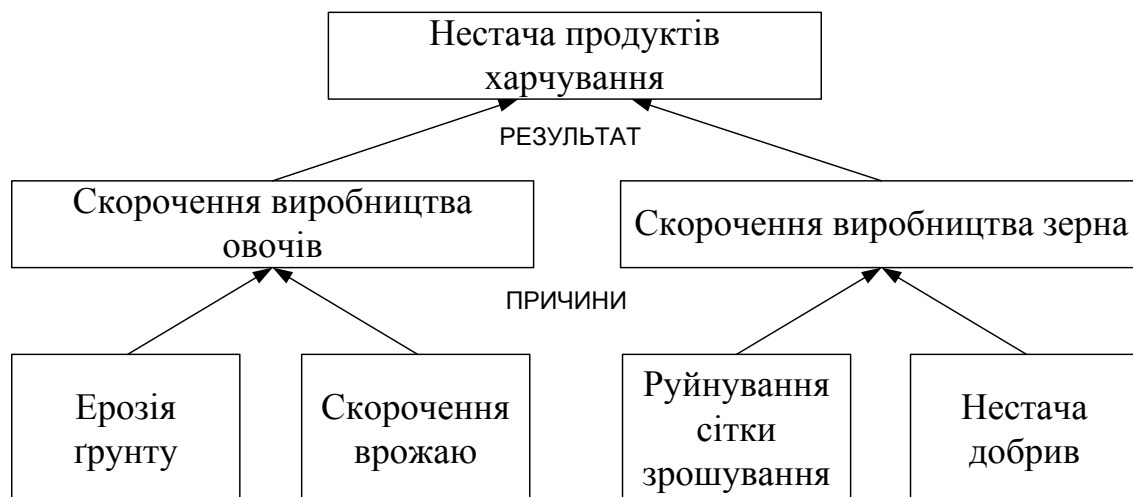 Нестача продуктів
харчування
РЕЗУЛЬТАТ
Скорочення виробництва
овочів
Скорочення виробництва зерна
ПРИЧИНИ
Ерозія
ґрунту
Скорочення
врожаю
Руйнування
сітки
зрошування
Нестача
добрив